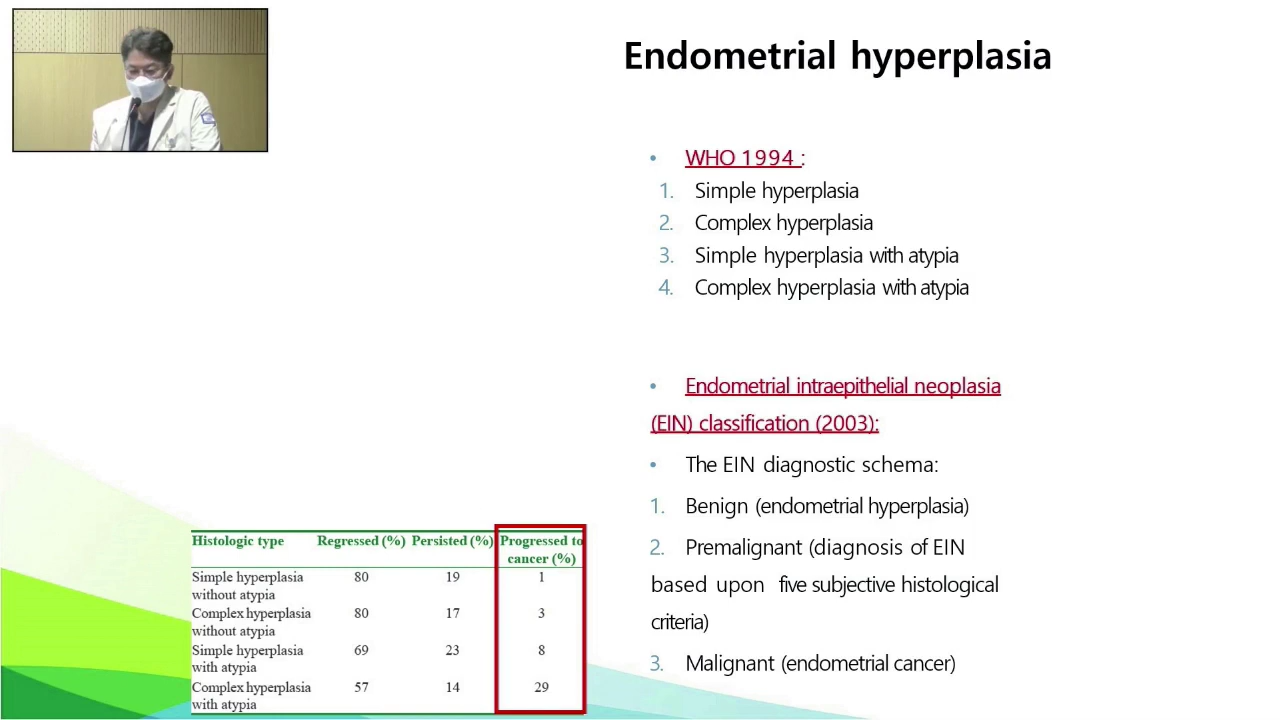 Endometrial hyperplasia
• WHO 1994 :
1. Simple hyperplasia
2. Complex hyperplasia
3. Simple hyperplasia with atypia
4. Complex hyperplasia with atypia
• Endometrial intraepithelial neoplasia
(EIN) classification (2003):
• The EIN diagnostic schema:
1. Benign (endometrial hyperplasia)
2. Premalignant (diagnosis of EIN
based upon five subjective histological
criteria)
3. Malignant (endometrial cancer)
Histologic type Regressed (%) Persisted (%) Progressed to
cancer (%)
Simple hyperplasia 80 19 1
without atypia
Complex hyperplasia 80 17 3
without atypia
Simple hyperplasia 69 23 8
with atypia
Complex hyperplasia 57 14 29
with atypia